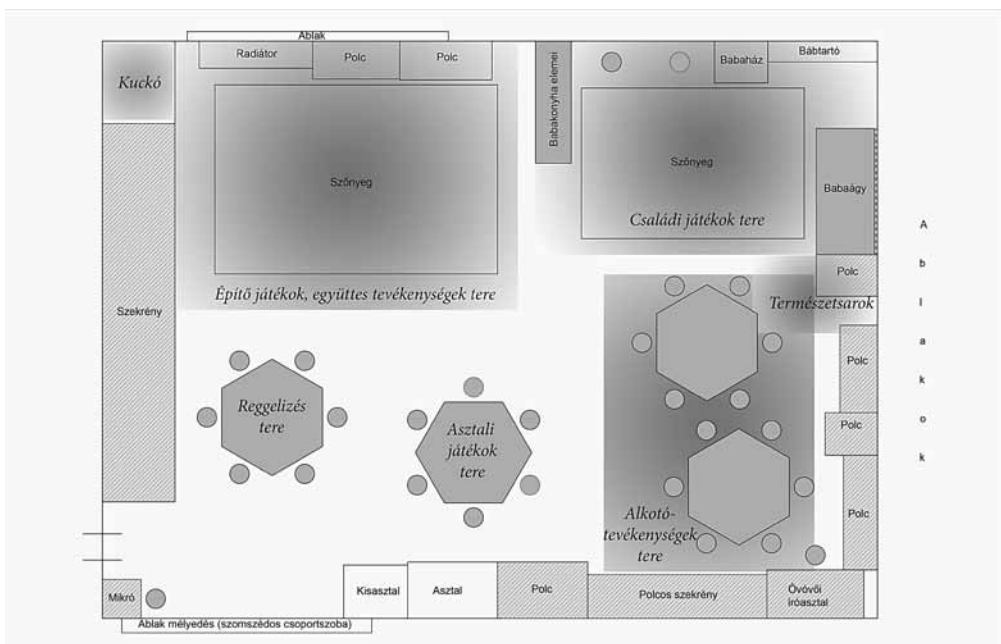 Ablak
Kuckó
Radiátor
Polc
Polc
Babakonyha elemei
Babaház
Bábtartó
Szőnyeg
Szőnyeg
Családi játékok tere
Babaágy
Ablakok
Polc
Építő játékok, együttes tevékenységek tere
Természetsarok
Szekrény
Polc
Reggelizés
tere
Asztali
játékok
tere
Polc
Polc
Alkotó-
tevékenységek
tere
Mikró
Kisasztal
Asztal
Polc
Polcos szekrény
Óvónői
íróasztal
Ablak mélyedés (szomszédos csoportszoba)